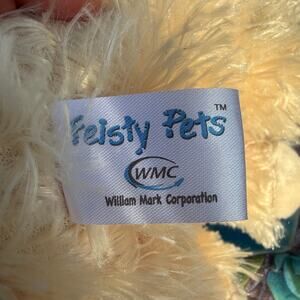 Feisty Pets™
WMC
William Mark Corporation